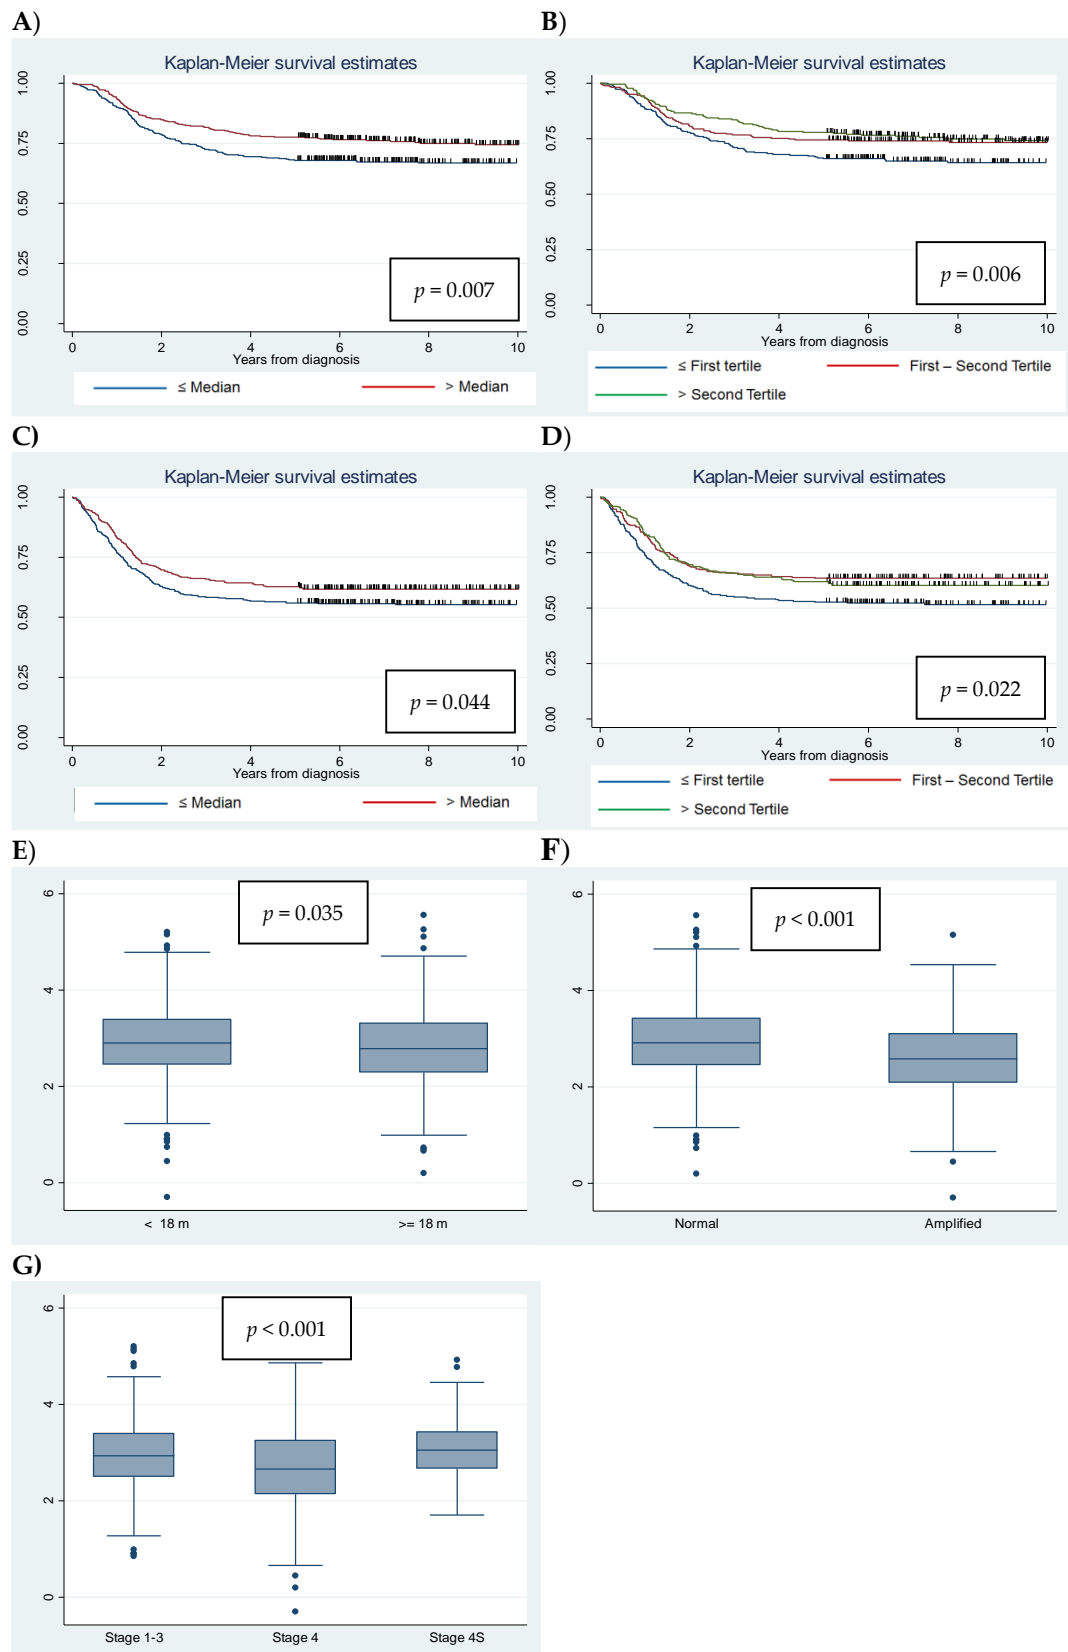 A)
Kaplan-Meier survival estimates
1.00
0.75
0.50
0.25
0.00
p = 0.007
0 2 4 6 8 10
Years from diagnosis
≤ Median > Median
B)
Kaplan-Meier survival estimates
1.00
0.75
0.50
0.25
0.00
p = 0.006
0 2 4 6 8 10
Years from diagnosis
≤ First tertile First – Second Tertile
> Second Tertile
C)
Kaplan-Meier survival estimates
1.00
0.75
0.50
0.25
0.00
p = 0.044
0 2 4 6 8 10
Years from diagnosis
≤ Median > Median
D)
Kaplan-Meier survival estimates
1.00
0.75
0.50
0.25
0.00
p = 0.022
0 2 4 6 8 10
Years from diagnosis
≤ First tertile First – Second Tertile
> Second Tertile
E)
6
4
2
0
p = 0.035
< 18 m >= 18 m
F)
6
4
2
0
p < 0.001
Normal Amplified
G)
6
4
2
0
p < 0.001
Stage 1-3 Stage 4 Stage 4S